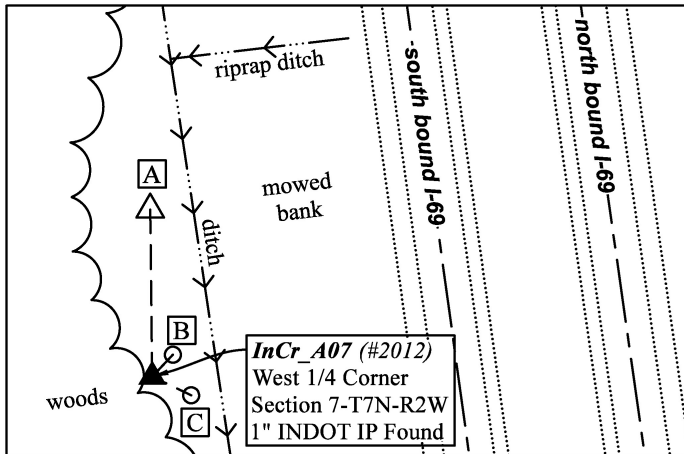 riprap ditch
south bound I-69
north bound I-69
A
mowed
bank
ditch
B
InCr_A07 (#2012)
West 1/4 Corner
Section 7-T7N-R2W
1" INDOT IP Found
woods
C